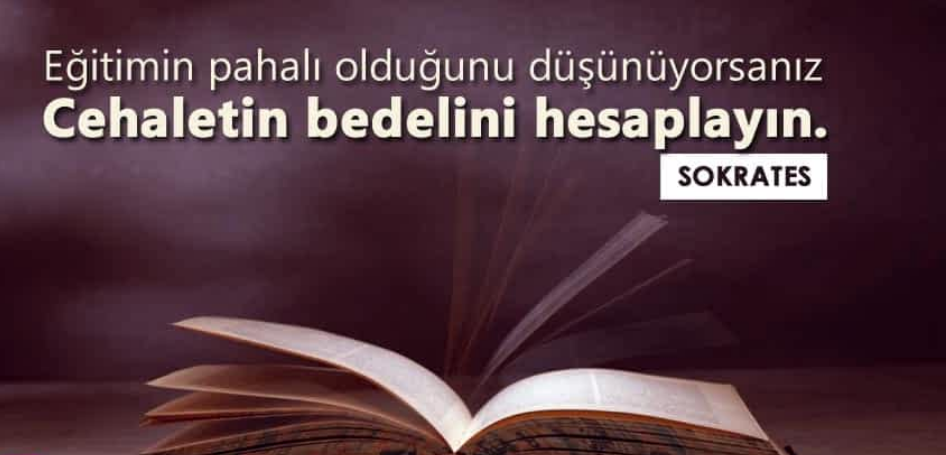 Eğitimin pahalı olduğunu düşünüyorsanız
Cehaletin bedelini hesaplayın.
SOKRATES